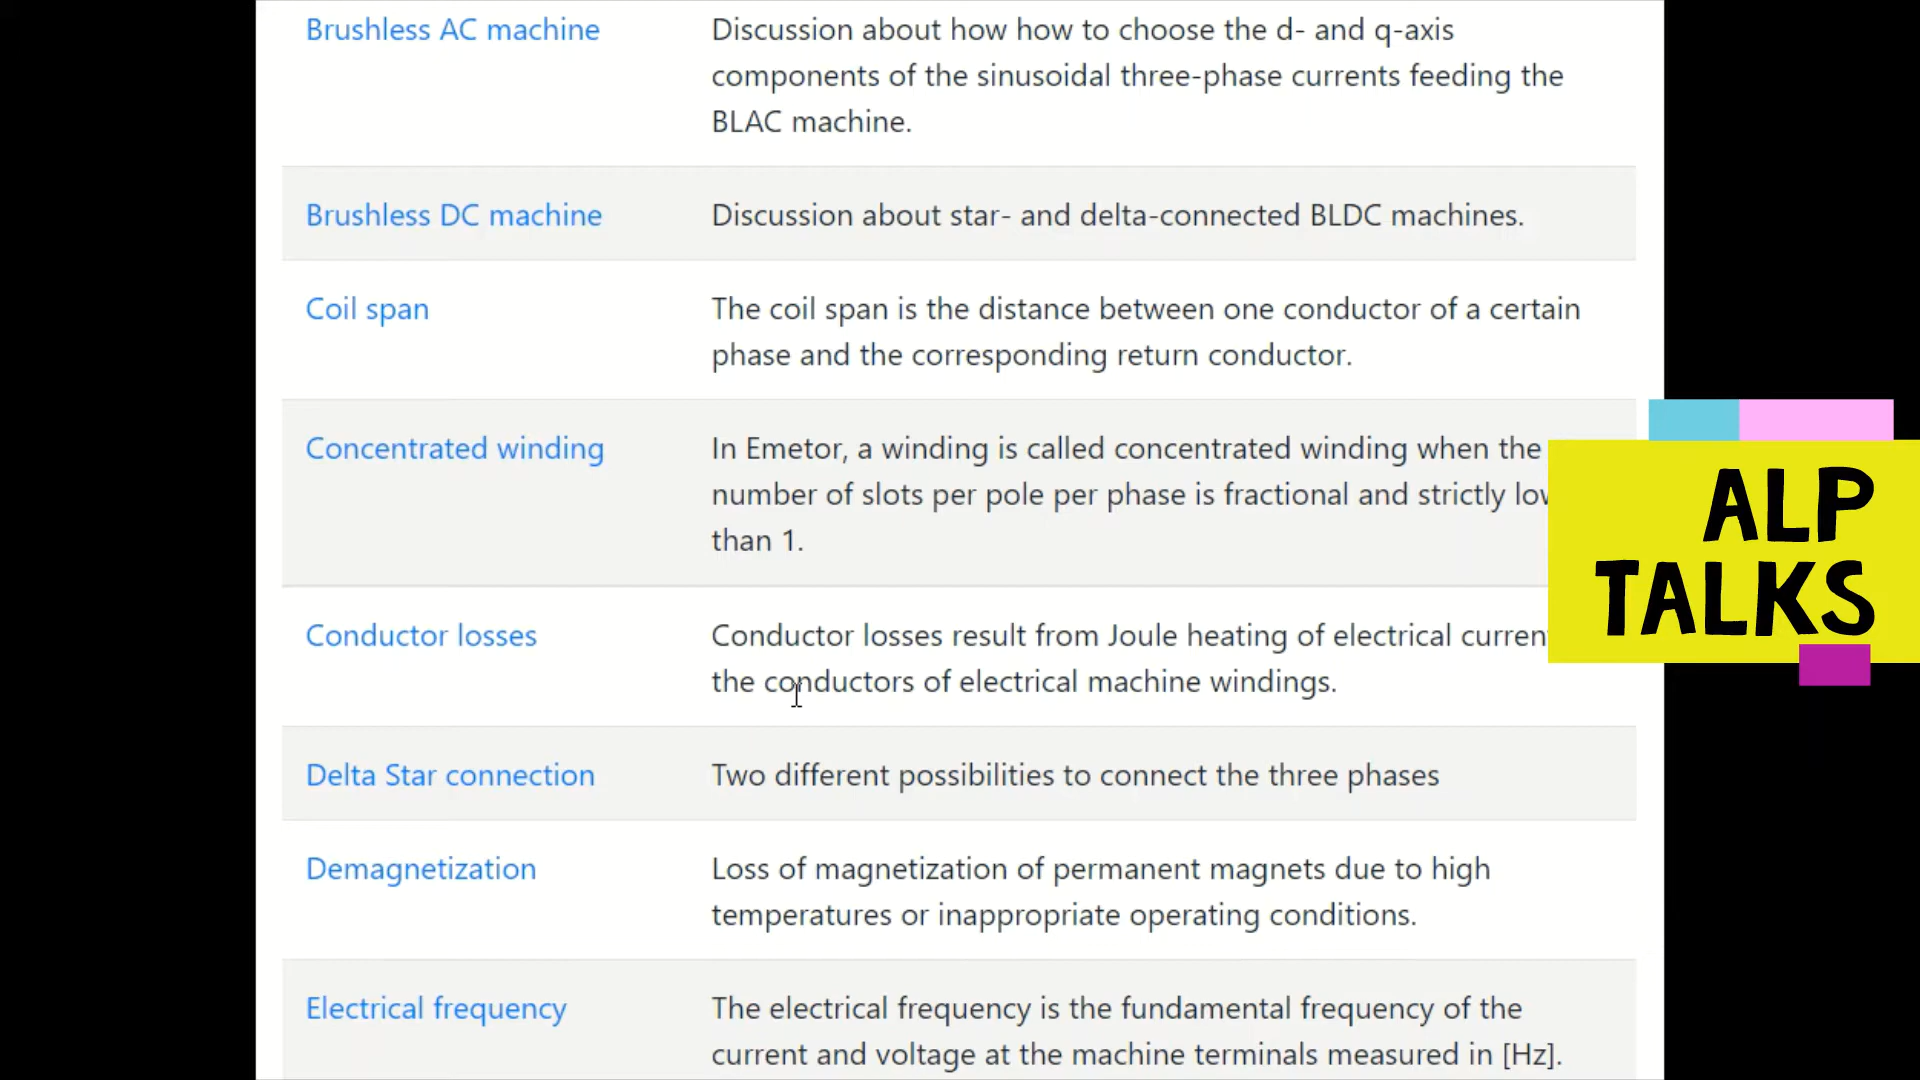 Brushless AC machine
Discussion about how how to choose the d- and q-axis
components of the sinusoidal three-phase currents feeding the
BLAC machine.
Brushless DC machine
Discussion about star- and delta-connected BLDC machines.
Coil span
The coil span is the distance between one conductor of a certain
phase and the corresponding return conductor.
Concentrated winding
In Emetor, a winding is called concentrated winding when the
number of slots per pole per phase is fractional and strictly
than 1.
Conductor losses
Conductor losses result from Joule heating of electrical
the conductors of electrical machine windings.
Delta Star connection
Two different possibilities to connect the three phases
Demagnetization
Loss of magnetization of permanent magnets due to high
temperatures or inappropriate operating conditions.
Electrical frequency
The electrical frequency is the fundamental frequency of the
current and voltage at the machine terminals measured in [Hz].
ALP
TALKS